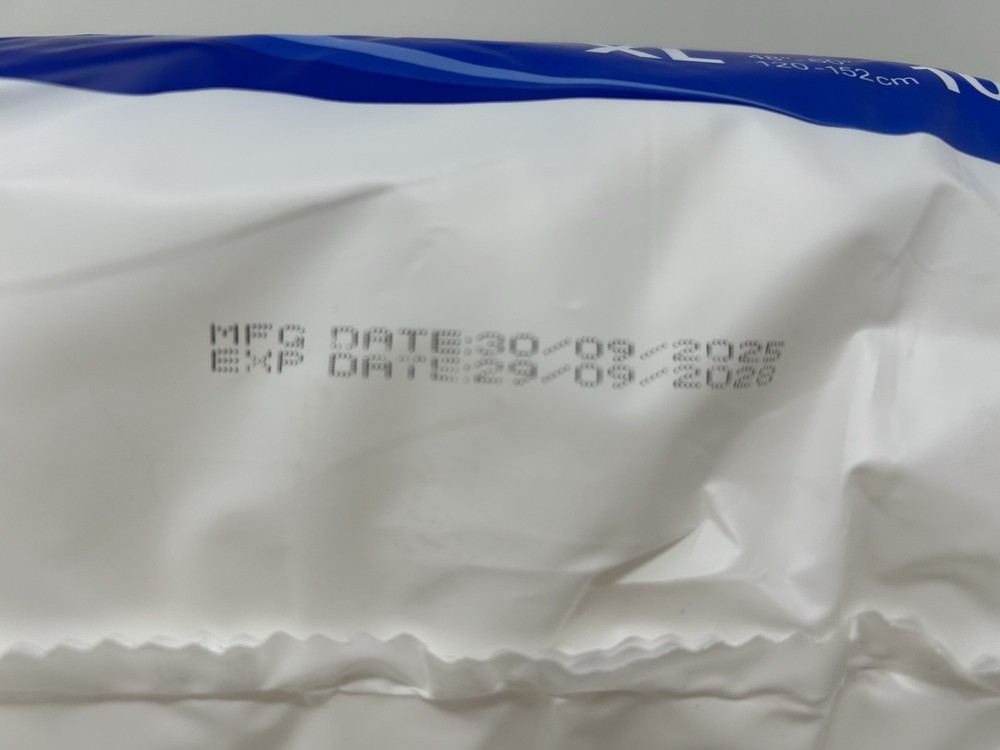 XL
120-152cm
MFG DATE:30-09-2025
EXP DATE:29-09-2028